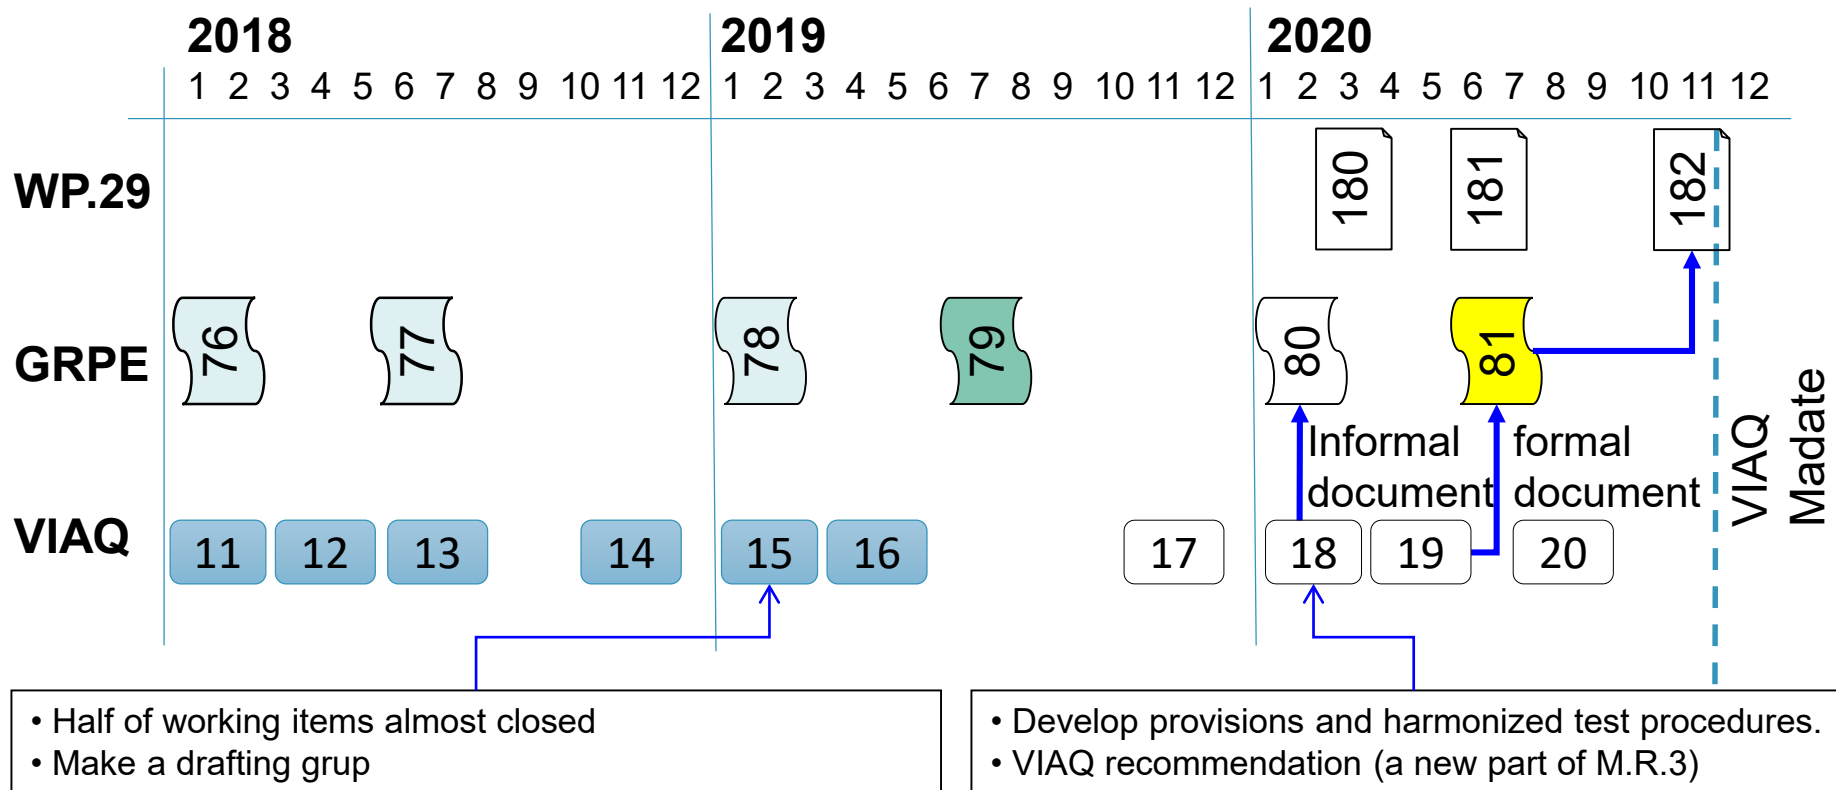 2018 2019 2020
1 2 3 4 5 6 7 8 9 10 11 12 1 2 3 4 5 6 7 8 9 10 11 12 1 2 3 4 5 6 7 8 9 10 11 12
WP.29 180 181 182
GRPE 76 77 78 79 80 81
Informal formal
document document
VIAQ 11 12 13 14 15 16 17 18 19 20
VIAQ
Madate
• Half of working items almost closed
• Make a drafting grup
• Develop provisions and harmonized test procedures.
• VIAQ recommendation (a new part of M.R.3)